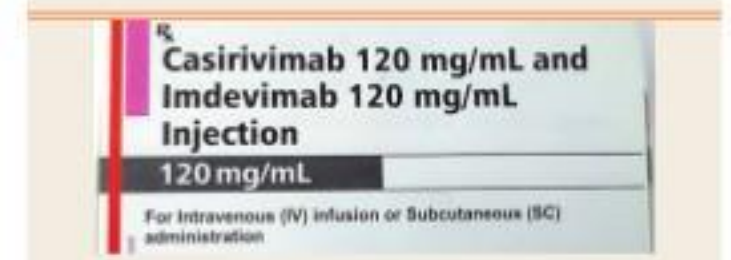 Rx
Casirivimab 120 mg/mL and
Imdevimab 120 mg/mL
Injection
120 mg/mL
For Intravenous (IV) infusion or Subcutaneous (SC)
administration